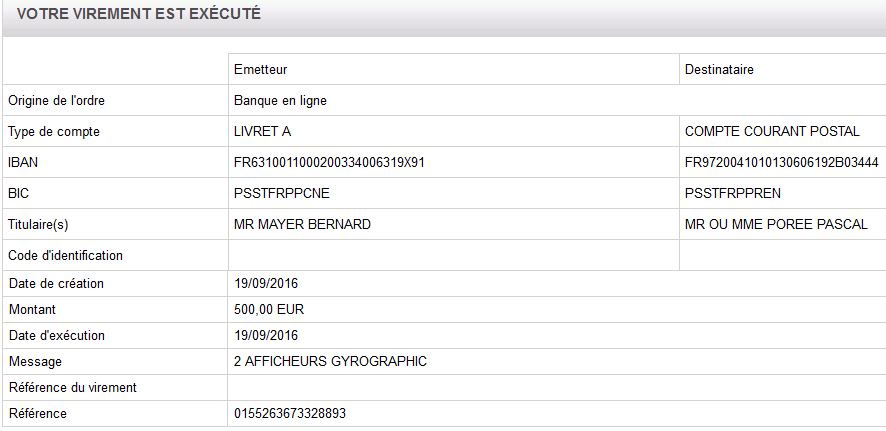 VOTRE VIREMENT EST EXÉCUTÉ
Emetteur Destinataire
Origine de l'ordre Banque en ligne
Type de compte LIVRET A COMPTE COURANT POSTAL
IBAN FR6310011000200334006319X91 FR9720041010130606192B03444
BIC PSSTFRPPCNE PSSTFRPPREN
Titulaire(s) MR MAYER BERNARD MR OU MME POREE PASCAL
Code d'identification
Date de création 19/09/2016
Montant 500,00 EUR
Date d'exécution 19/09/2016
Message 2 AFFICHEURS GYROGRAPHIC
Référence du virement
Référence 0155263673328893